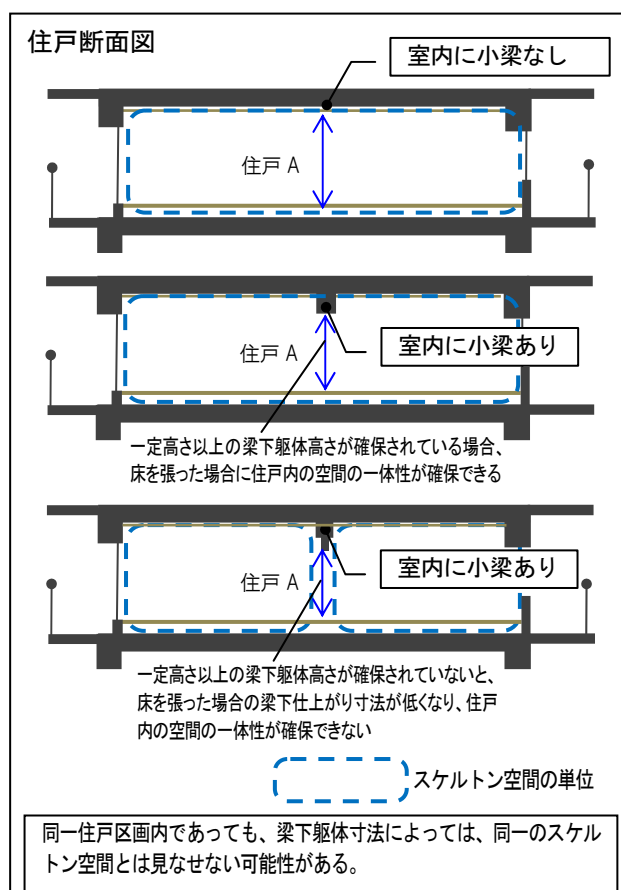 住戸断面図
室内に小梁なし
住戸 A
住戸 A
室内に小梁あり
一定高さ以上の梁下躯体高さが確保されている場合、
床を張った場合に住戸内の空間の一体性が確保できる
住戸 A
室内に小梁あり
一定高さ以上の梁下躯体高さが確保されていないと、
床を張った場合の梁下仕上がり寸法が低くなり、住戸
内の空間の一体性が確保できない
スケルトン空間の単位
同一住戸区画内であっても、梁下躯体寸法によっては、同一のスケル
トン空間とは見なせない可能性がある。